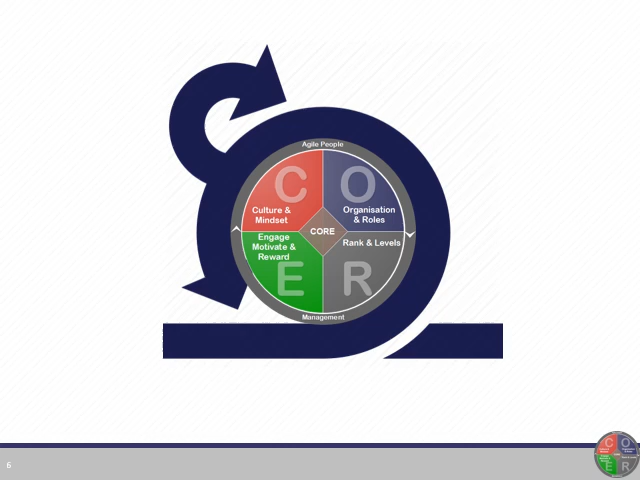 Agile People
C O
Culture &
Mindset
Organisation
& Roles
CORE
Engage
Motivate &
Reward
Rank & Levels
E R
Management
6
C O
E R